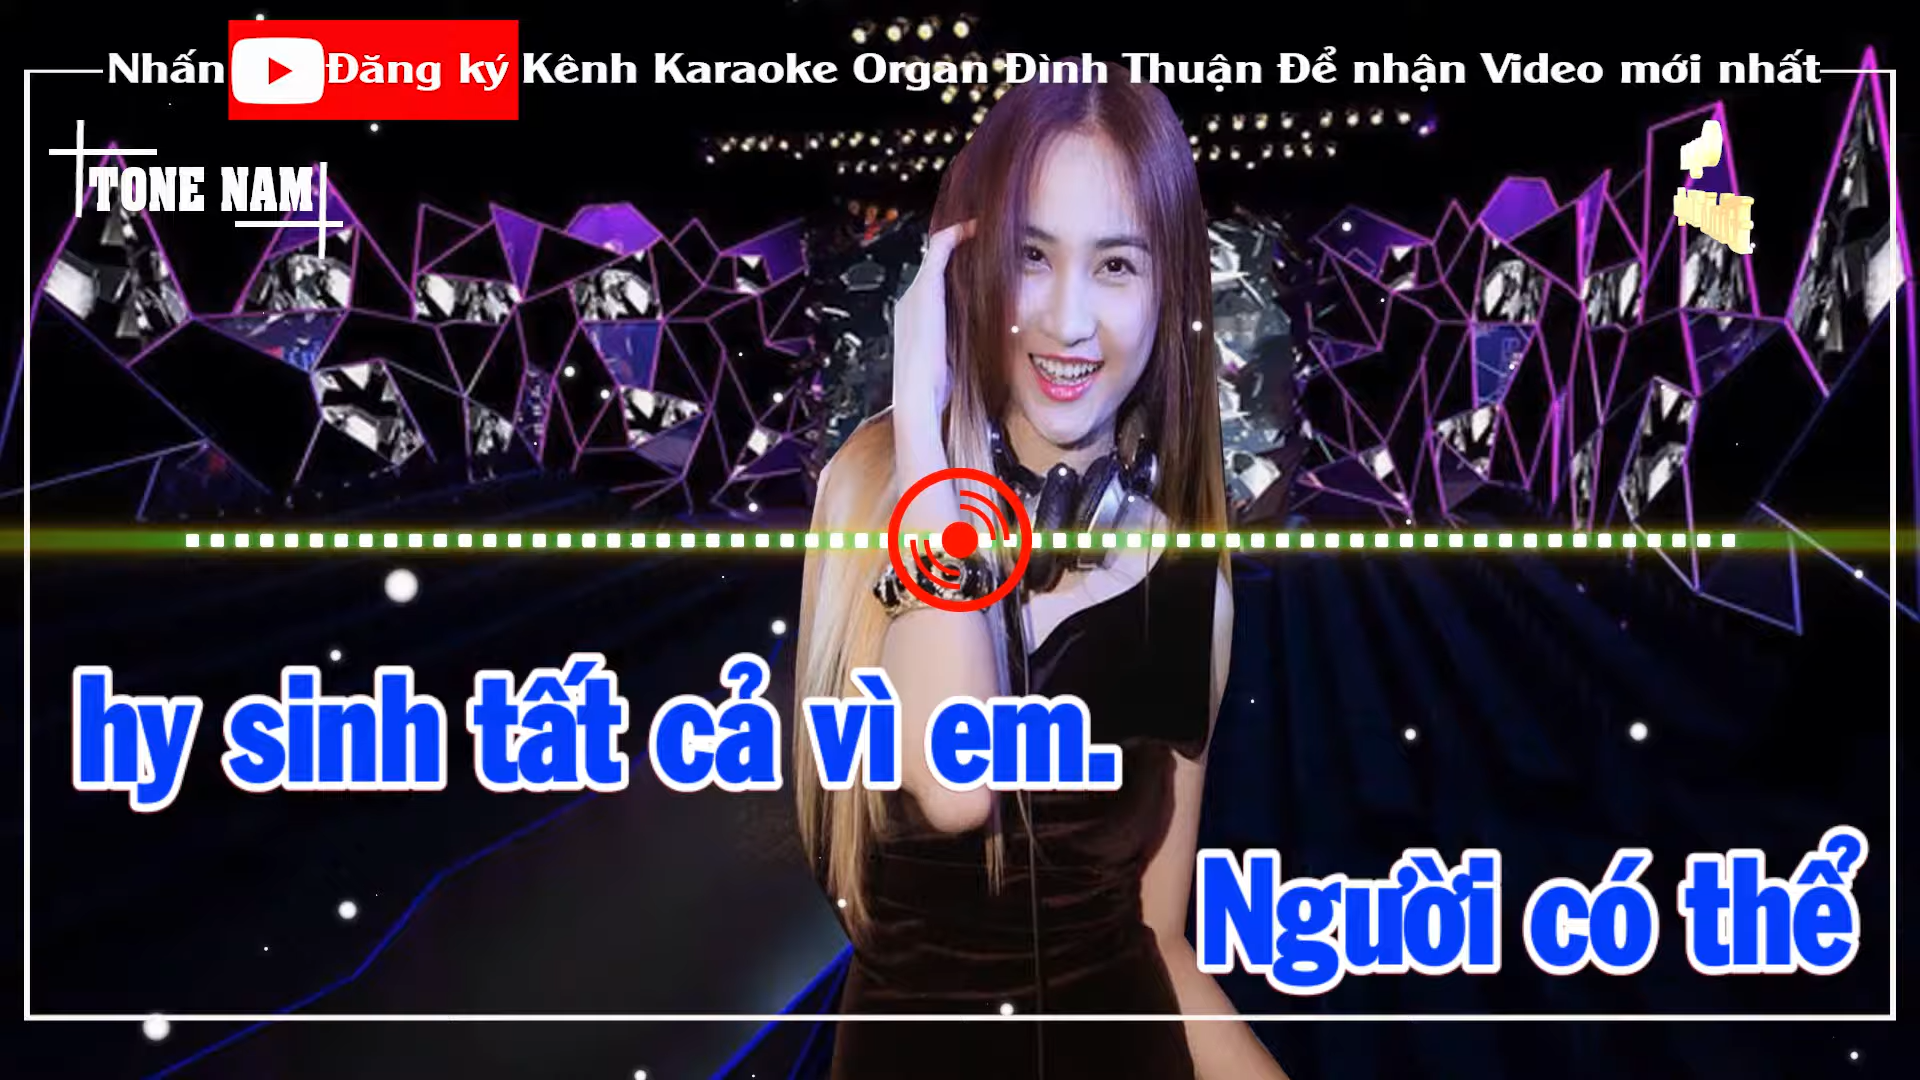 Nhấn Đăng ký Kênh Karaoke Organ Đình Thuận Để nhận Video mới nhất
TONE NAM
hy sinh tất cả vì em.
Người có thể